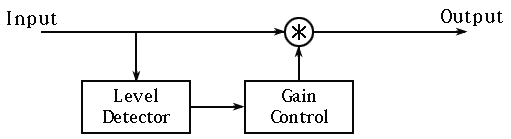 Input
Output
Level
Detector
Gain
Control